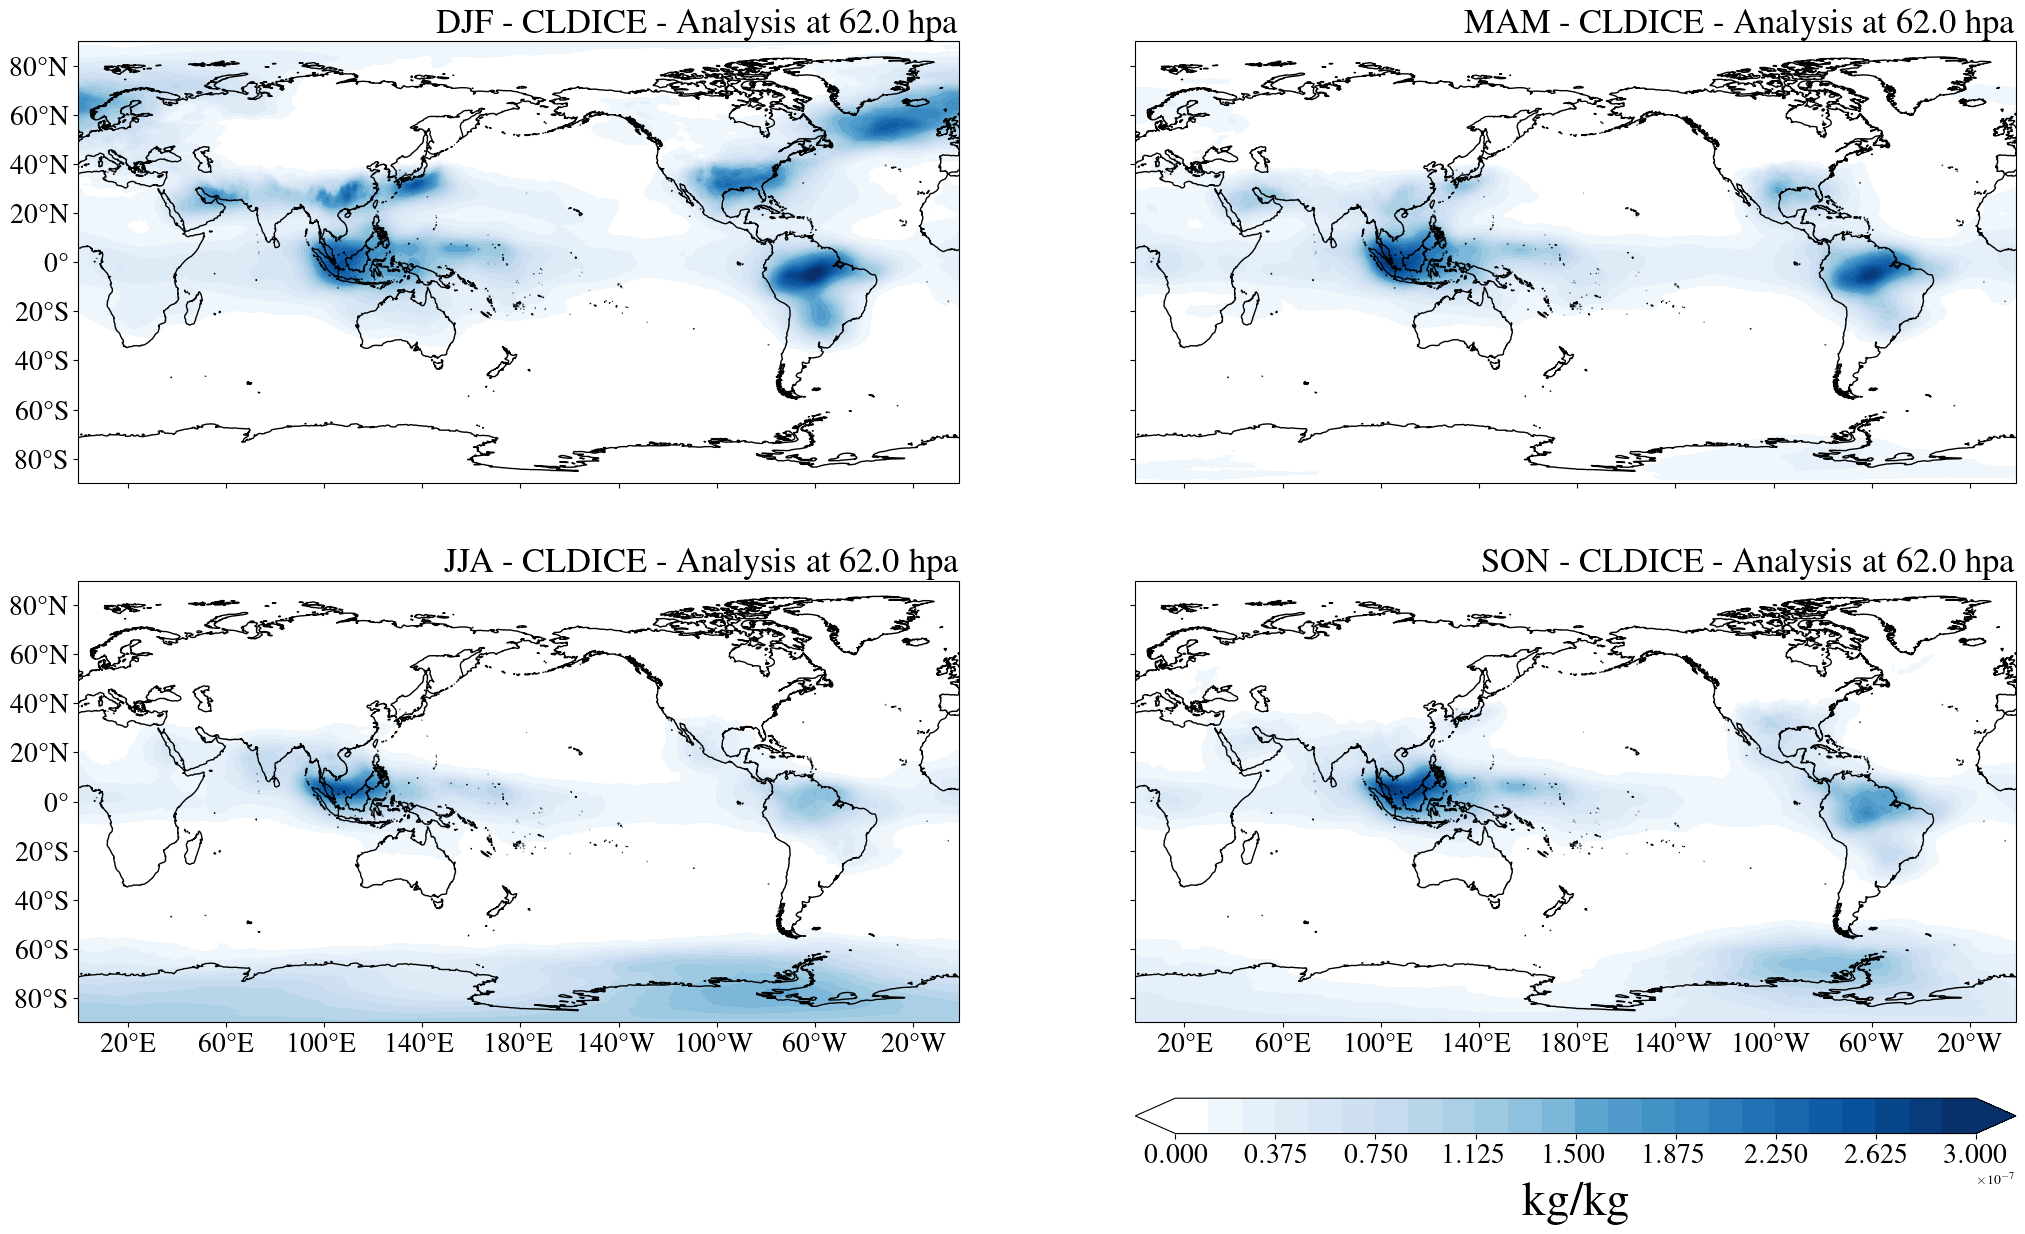 DJF - CLDICE - Analysis at 62.0 hpa
MAM - CLDICE - Analysis at 62.0 hpa
80°N
60°N
40°N
20°N
0°
20°S
40°S
60°S
80°S
JJA - CLDICE - Analysis at 62.0 hpa
SON - CLDICE - Analysis at 62.0 hpa
80°N
60°N
40°N
20°N
0°
20°S
40°S
60°S
80°S
20°E 60°E 100°E 140°E 180°E 140°W 100°W 60°W 20°W
20°E 60°E 100°E 140°E 180°E 140°W 100°W 60°W 20°W
0.000 0.375 0.750 1.125 1.500 1.875 2.250 2.625 3.000
×10⁻⁷
kg/kg